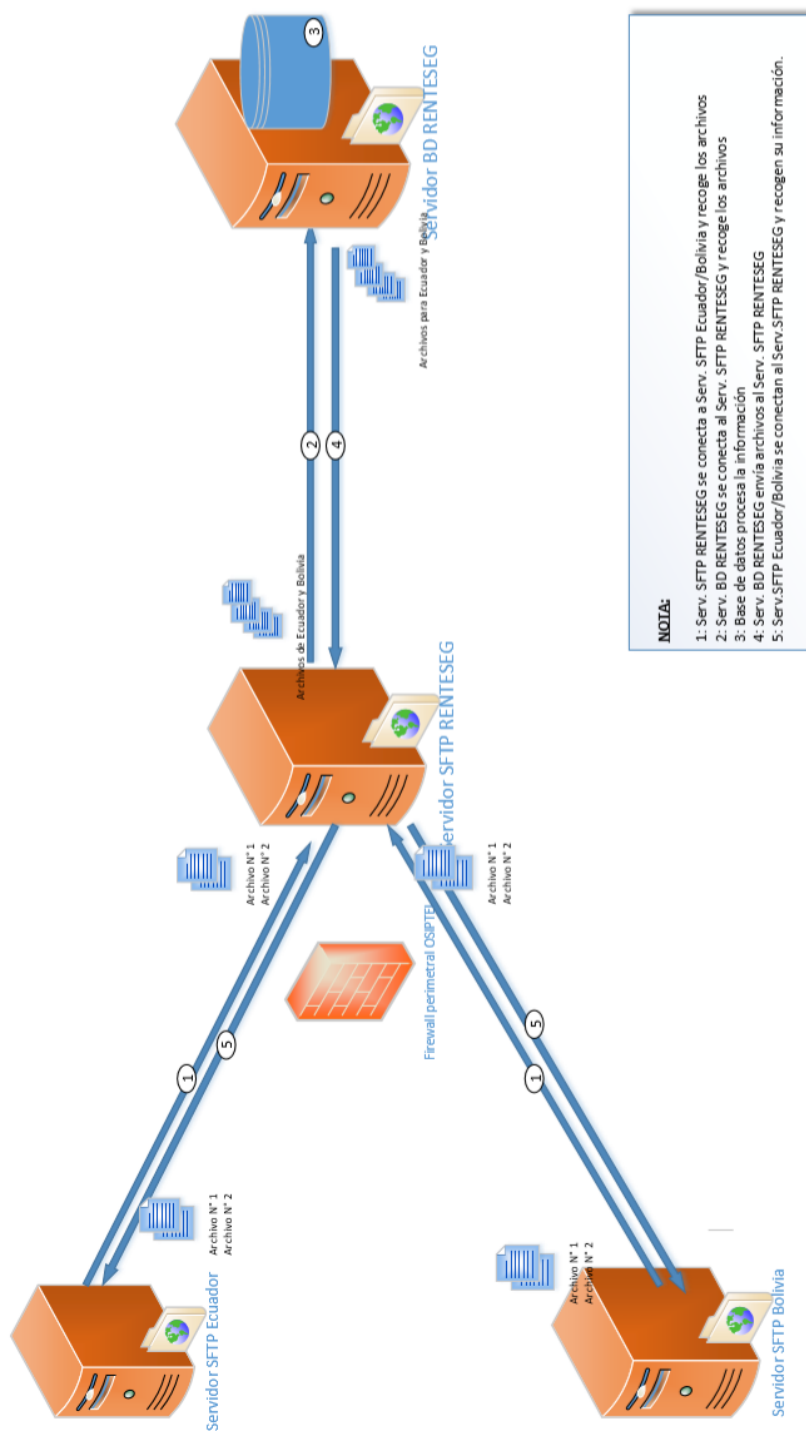 Servidor SFTP Ecuador
Archivo N° 1
Archivo N° 2
1
5
Archivo N° 1
Archivo N° 2
Firewall perimetral OSIPTEL
Servidor SFTP Bolivia
Archivo N° 1
Archivo N° 2
1
5
Archivo N° 1
Archivo N° 2
Servidor SFTP RENTESEG
Archivos de Ecuador y Bolivia
2
4
Archivos para Ecuador y Bolivia
3
Servidor BD RENTESEG
NOTA:
1: Serv. SFTP RENTESEG se conecta a Serv. SFTP Ecuador/Bolivia y recoge los archivos
2: Serv. BD RENTESEG se conecta al Serv. SFTP RENTESEG y recoge los archivos
3: Base de datos procesa la información
4: Serv. BD RENTESEG envía archivos al Serv. SFTP RENTESEG
5: Serv.SFTP Ecuador/Bolivia se conectan al Serv.SFTP RENTESEG y recogen su información.